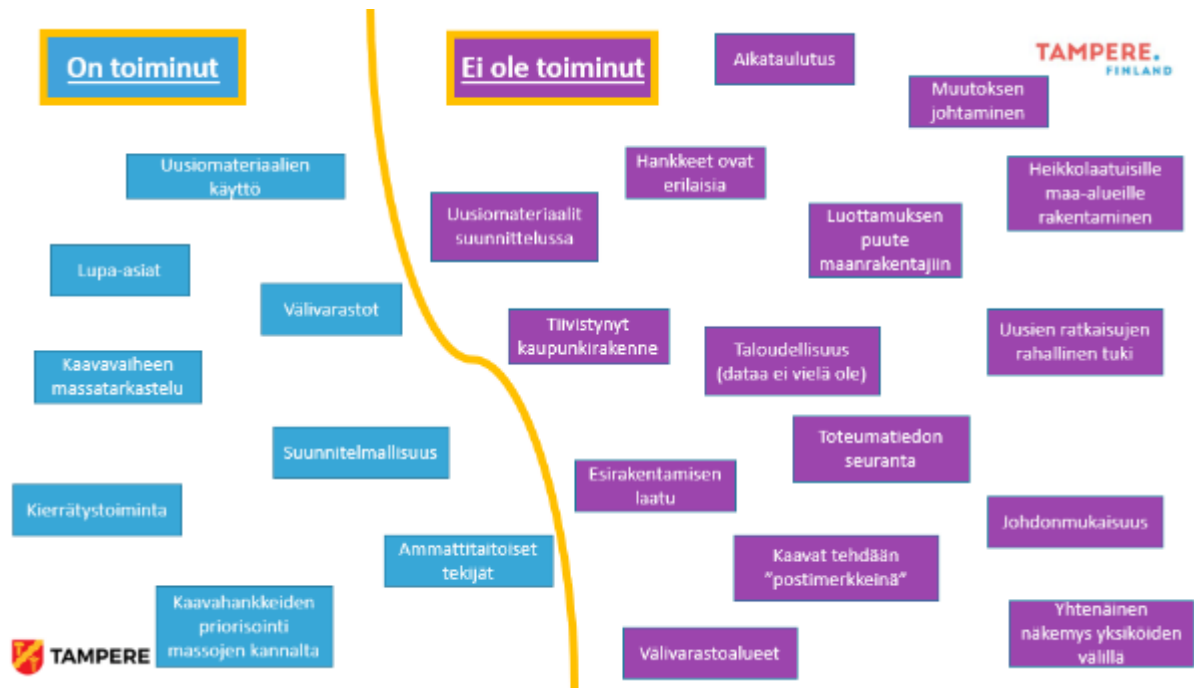 On toiminut
Uusiomateriaalien
käyttö
Lupa-asiat
Välivarastot
Kaavavaiheen
massatarkastelu
Suunnitelmallisuus
Kierrätystoiminta
Ammattitaitoiset
tekijät
Kaavahankkeiden
priorisointi
massojen kannalta
TAMPERE
Ei ole toiminut
Aikataulutus
TAMPERE.
FINLAND
Muutoksen
johtaminen
Hankkeet ovat
erilaisia
Heikkolaatuisille
maa-alueille
rakentaminen
Uusiomateriaalit
suunnittelussa
Luottamuksen
puute
maanrakentajiin
Tiivistynyt
kaupunkirakenne
Taloudellisuus
(dataa ei vielä ole)
Uusien ratkaisujen
rahallinen tuki
Toteumatiedon
seuranta
Esirakentamisen
laatu
Johdonmukaisuus
Kaavat tehdään
”postimerkkeinä”
Yhtenäinen
näkemys yksiköiden
välillä
Välivarastoalueet